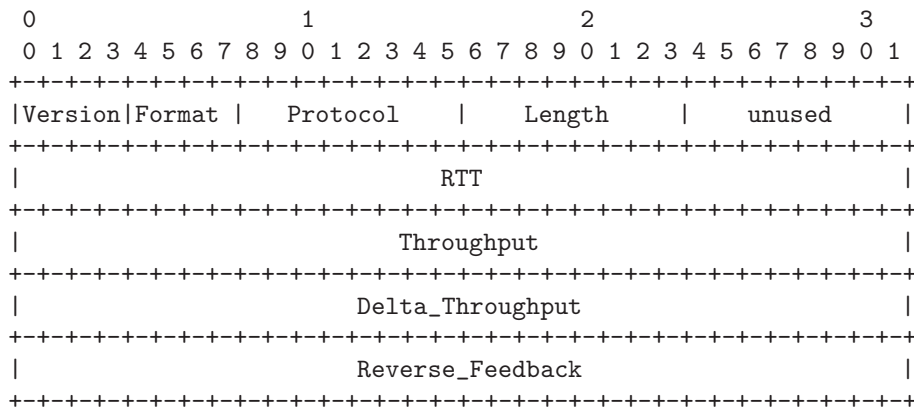 0                   1                   2                   3
0 1 2 3 4 5 6 7 8 9 0 1 2 3 4 5 6 7 8 9 0 1 2 3 4 5 6 7 8 9 0 1
+-+-+-+-+-+-+-+-+-+-+-+-+-+-+-+-+-+-+-+-+-+-+-+-+-+-+-+-+-+-+-+-+
|Version|Format |   Protocol    |    Length     |    unused     |
+-+-+-+-+-+-+-+-+-+-+-+-+-+-+-+-+-+-+-+-+-+-+-+-+-+-+-+-+-+-+-+-+
|                              RTT                              |
+-+-+-+-+-+-+-+-+-+-+-+-+-+-+-+-+-+-+-+-+-+-+-+-+-+-+-+-+-+-+-+-+
|                           Throughput                          |
+-+-+-+-+-+-+-+-+-+-+-+-+-+-+-+-+-+-+-+-+-+-+-+-+-+-+-+-+-+-+-+-+
|                        Delta_Throughput                       |
+-+-+-+-+-+-+-+-+-+-+-+-+-+-+-+-+-+-+-+-+-+-+-+-+-+-+-+-+-+-+-+-+
|                        Reverse_Feedback                       |
+-+-+-+-+-+-+-+-+-+-+-+-+-+-+-+-+-+-+-+-+-+-+-+-+-+-+-+-+-+-+-+-+